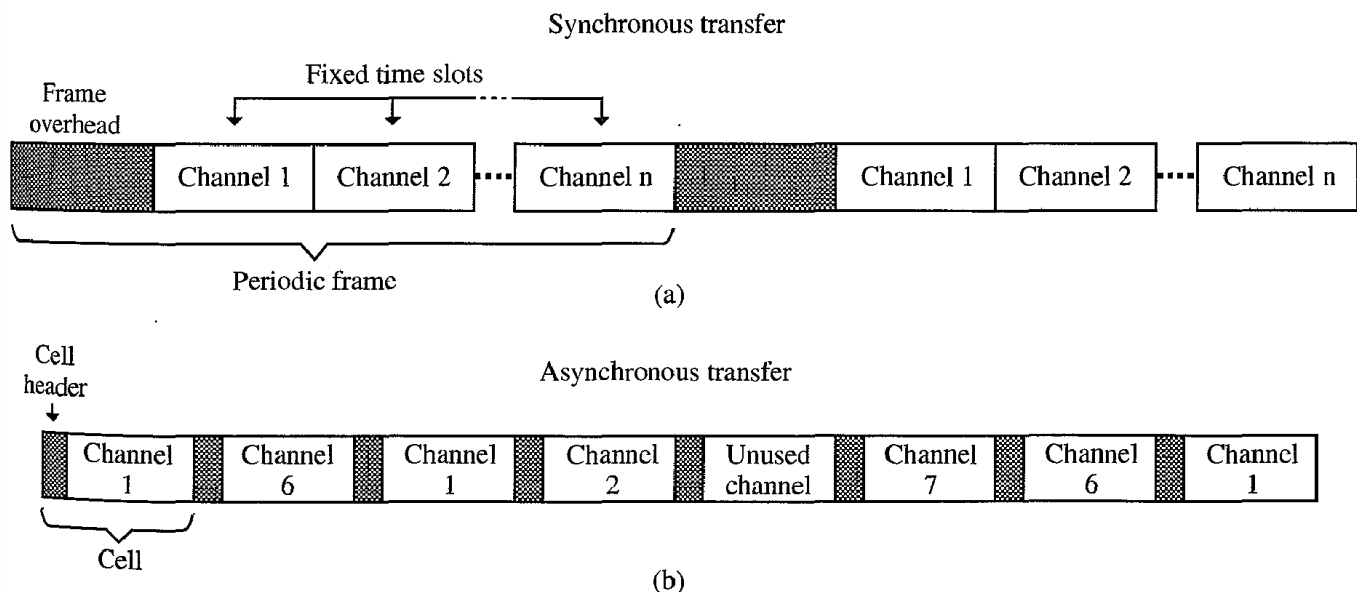 Synchronous transfer
Fixed time slots
Frame
overhead
Channel 1 Channel 2 Channel n Channel 1 Channel 2 Channel n
Periodic frame
(a)
Cell
header
Asynchronous transfer
Channel Channel Channel Channel Unused Channel Channel Channel
1 6 1 2 channel 7 6 1
Cell
(b)